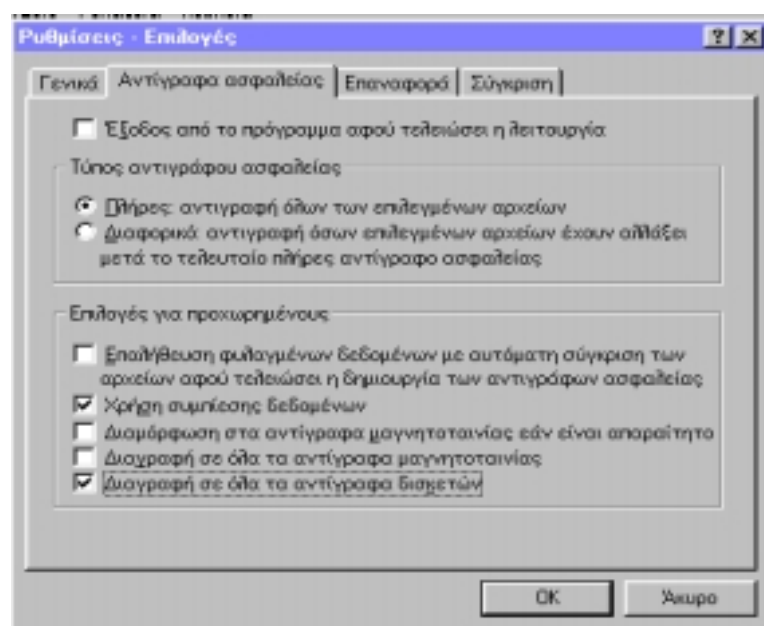 Ρυθμίσεις - Επιλογές
Γενικά Αντίγραφα ασφαλείας Επαναφορά Σύγκριση
Έξοδος από το πρόγραμμα αφού τελειώσει η λειτουργία
Τύπος αντιγράφου ασφαλείας
Πλήρες: αντιγραφή όλων των επιλεγμένων αρχείων
Διαφορικά: αντιγραφή όσων επιλεγμένων αρχείων έχουν αλλάξει
μετά το τελευταίο πλήρες αντίγραφο ασφαλείας
Επιλογές για προχωρημένους
Επαλήθευση φυλαγμένων δεδομένων με αυτόματη σύγκριση των
αρχείων αφού τελειώσει η δημιουργία των αντιγράφων ασφαλείας
Χρήση συμπίεσης δεδομένων
Διαμόρφωση στα αντίγραφα μαγνητοταινίας εάν είναι απαραίτητο
Διαγραφή σε όλα τα αντίγραφα μαγνητοταινίας
Διαγραφή σε όλα τα αντίγραφα δισκετών
OK Άκυρο